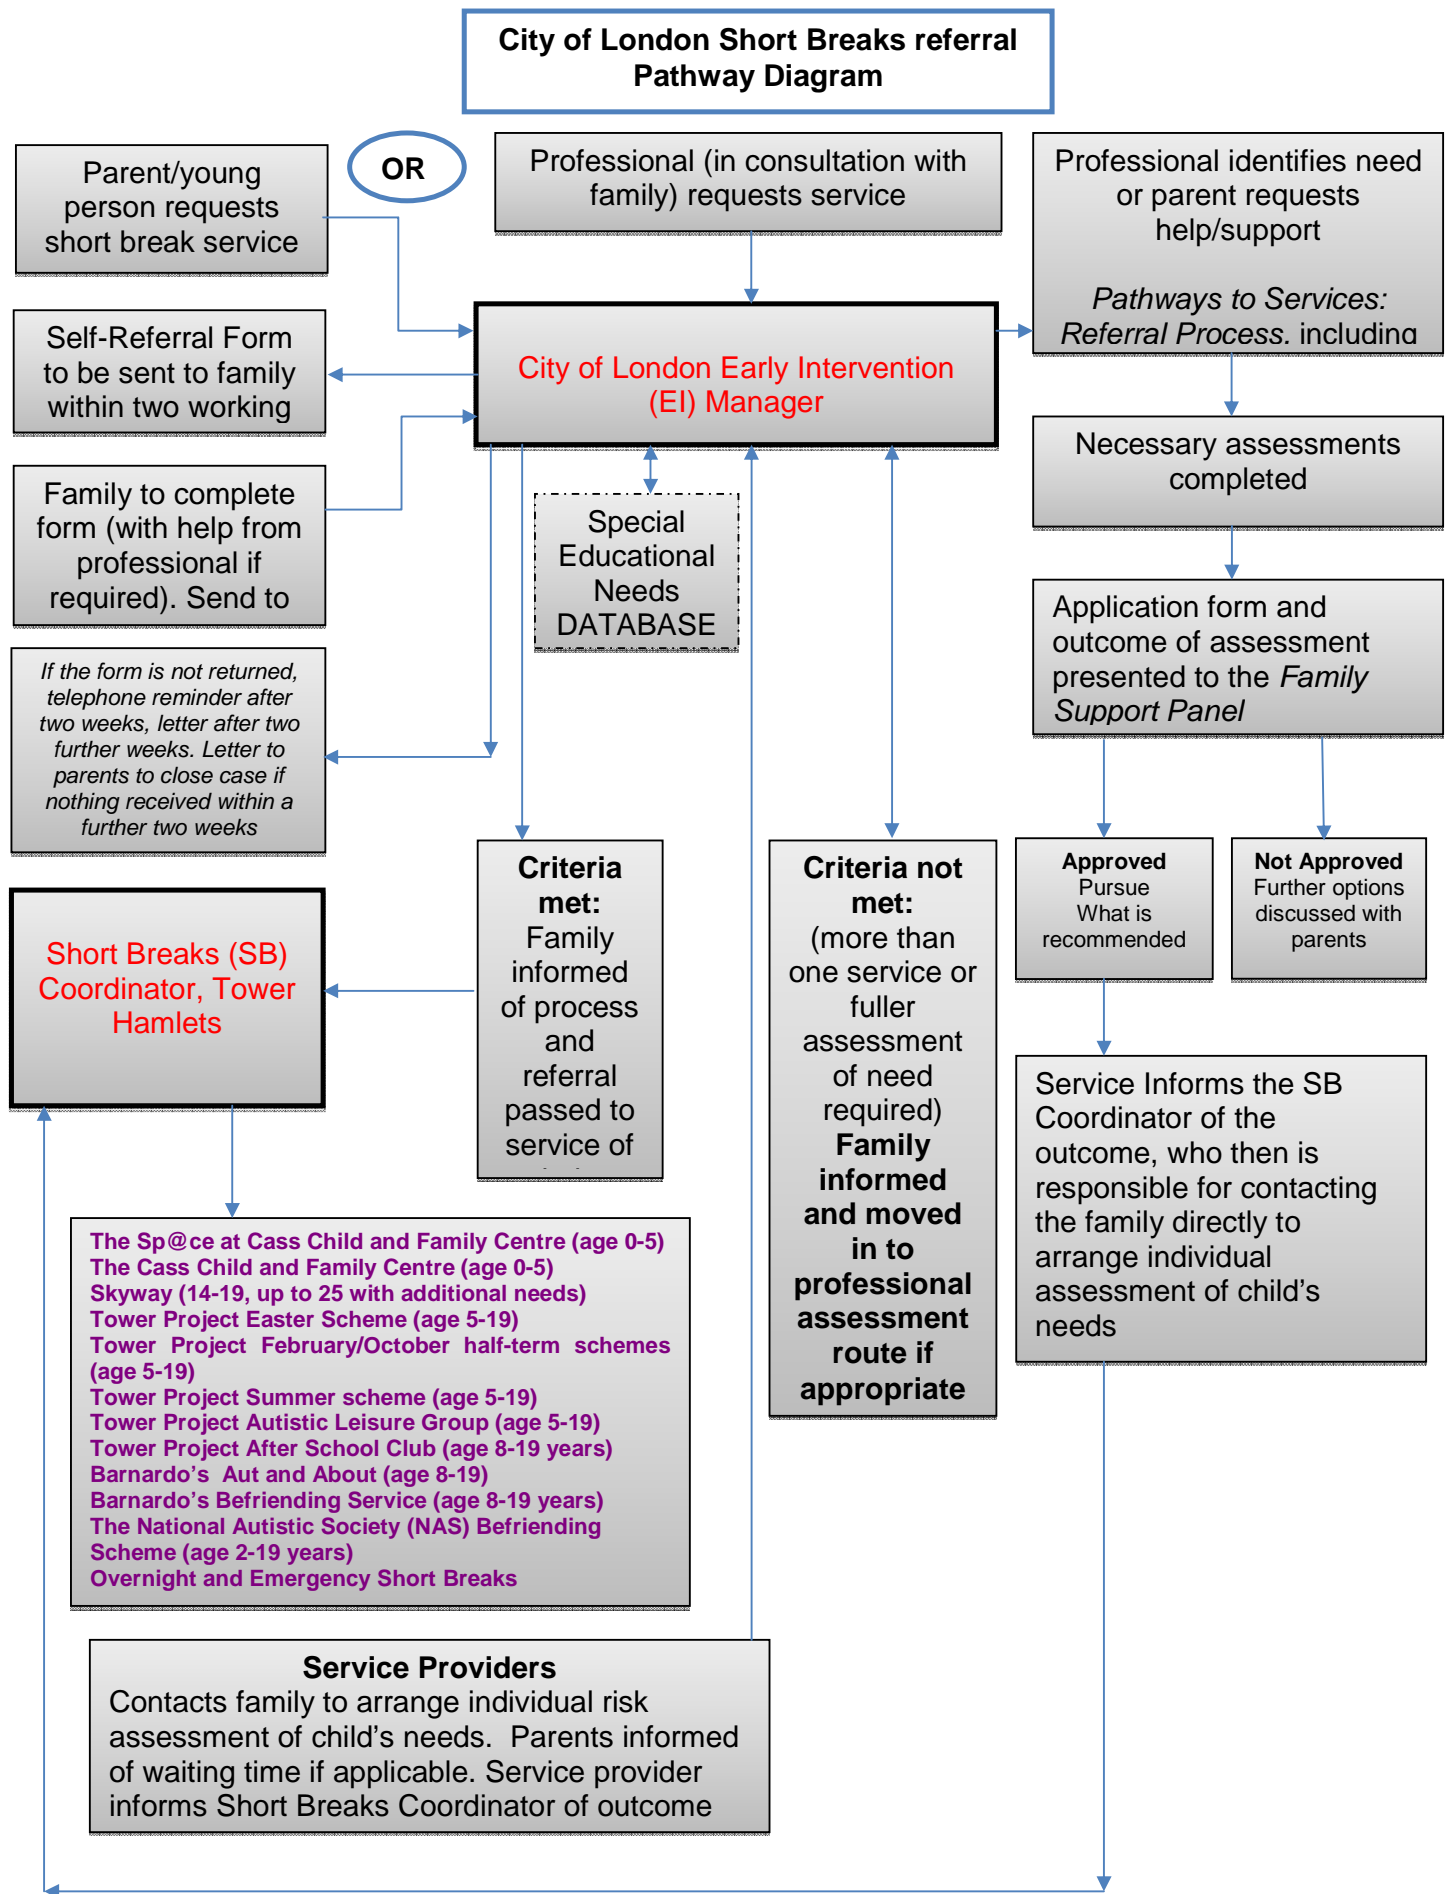 City of London Short Breaks referral
Pathway Diagram
Parent/young
person requests
short break service
OR
Professional (in consultation with
family) requests service
Professional identifies need
or parent requests
help/support
Pathways to Services:
Referral Process. including
Self-Referral Form
to be sent to family
within two working
City of London Early Intervention
(EI) Manager
Necessary assessments
completed
Family to complete
form (with help from
professional if
required). Send to
Special
Educational
Needs
DATABASE
Application form and
outcome of assessment
presented to the Family
Support Panel
If the form is not returned,
telephone reminder after
two weeks, letter after two
further weeks. Letter to
parents to close case if
nothing received within a
further two weeks
Criteria
met:
Family
informed
of process
and
referral
passed to
service of
Criteria not
met:
(more than
one service or
fuller
assessment
of need
required)
Family
informed
and moved
in to
professional
assessment
route if
appropriate
Approved
Pursue
What is
recommended
Not Approved
Further options
discussed with
parents
Short Breaks (SB)
Coordinator, Tower
Hamlets
Service Informs the SB
Coordinator of the
outcome, who then is
responsible for contacting
the family directly to
arrange individual
assessment of child’s
needs
The Sp@ce at Cass Child and Family Centre (age 0-5)
The Cass Child and Family Centre (age 0-5)
Skyway (14-19, up to 25 with additional needs)
Tower Project Easter Scheme (age 5-19)
Tower Project February/October half-term schemes
(age 5-19)
Tower Project Summer scheme (age 5-19)
Tower Project Autistic Leisure Group (age 5-19)
Tower Project After School Club (age 8-19 years)
Barnardo’s Aut and About (age 8-19)
Barnardo’s Befriending Service (age 8-19 years)
The National Autistic Society (NAS) Befriending
Scheme (age 2-19 years)
Overnight and Emergency Short Breaks
Service Providers
Contacts family to arrange individual risk
assessment of child’s needs. Parents informed
of waiting time if applicable. Service provider
informs Short Breaks Coordinator of outcome